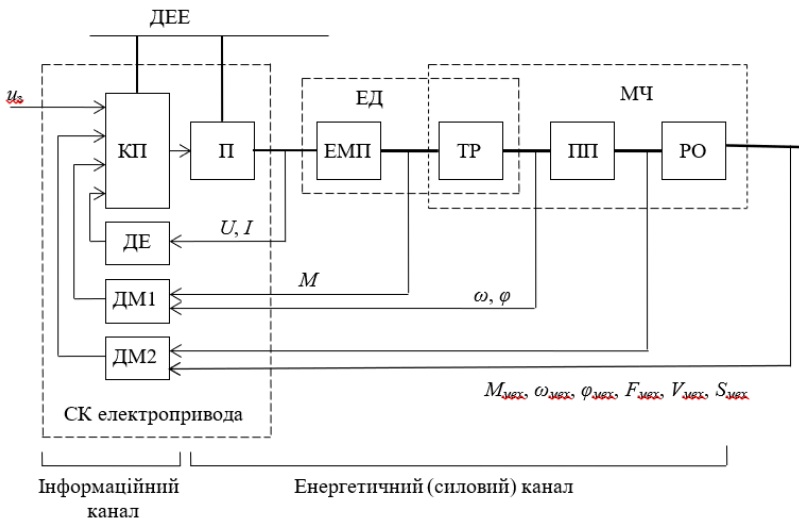 ДЕЕ
ЕД
МЧ
uз
КП
П
ЕМП
ТР
ПП
РО
ДЕ
U, I
ДМ1
M
ω, φ
ДМ2
Mмех, ωмех, φмех, Fмех, Vмех, Sмех
СК електропривода
Інформаційний
канал
Енергетичний (силовий) канал